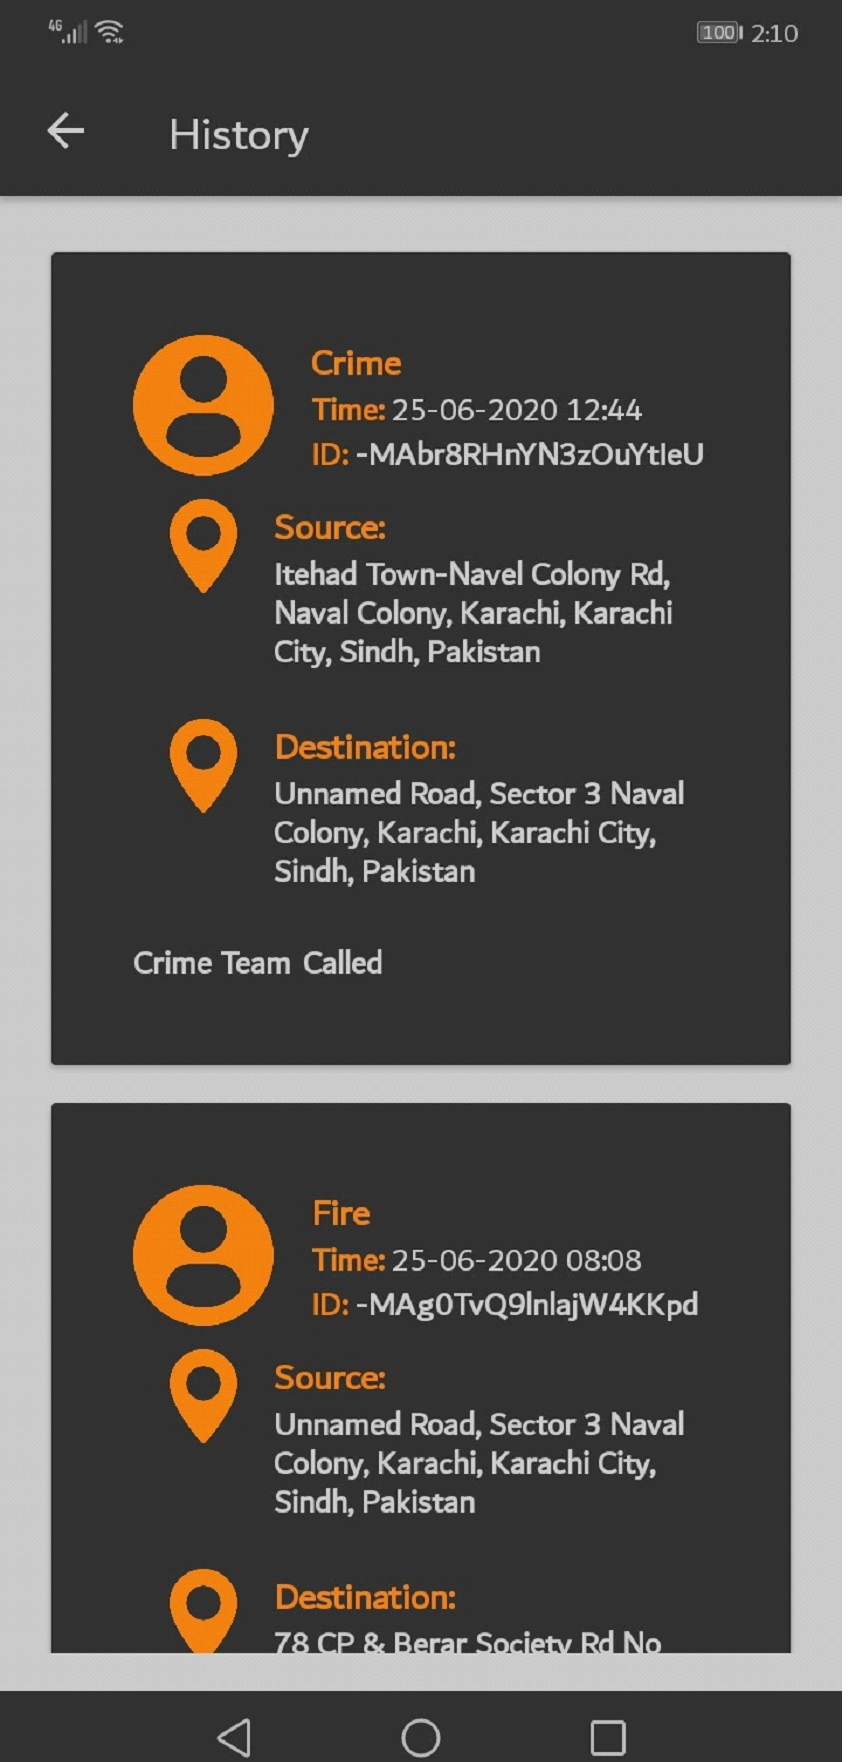 4G
100 2:10
History
Crime
Time: 25-06-2020 12:44
ID: -MAbr8RHnYN3zOuYtIeU
Source:
Itehad Town-Navel Colony Rd,
Naval Colony, Karachi, Karachi
City, Sindh, Pakistan
Destination:
Unnamed Road, Sector 3 Naval
Colony, Karachi, Karachi City,
Sindh, Pakistan
Crime Team Called
Fire
Time: 25-06-2020 08:08
ID: -MAg0TvQ9lnlajW4KKpd
Source:
Unnamed Road, Sector 3 Naval
Colony, Karachi, Karachi City,
Sindh, Pakistan
Destination:
78 CP & Berar Society Rd No